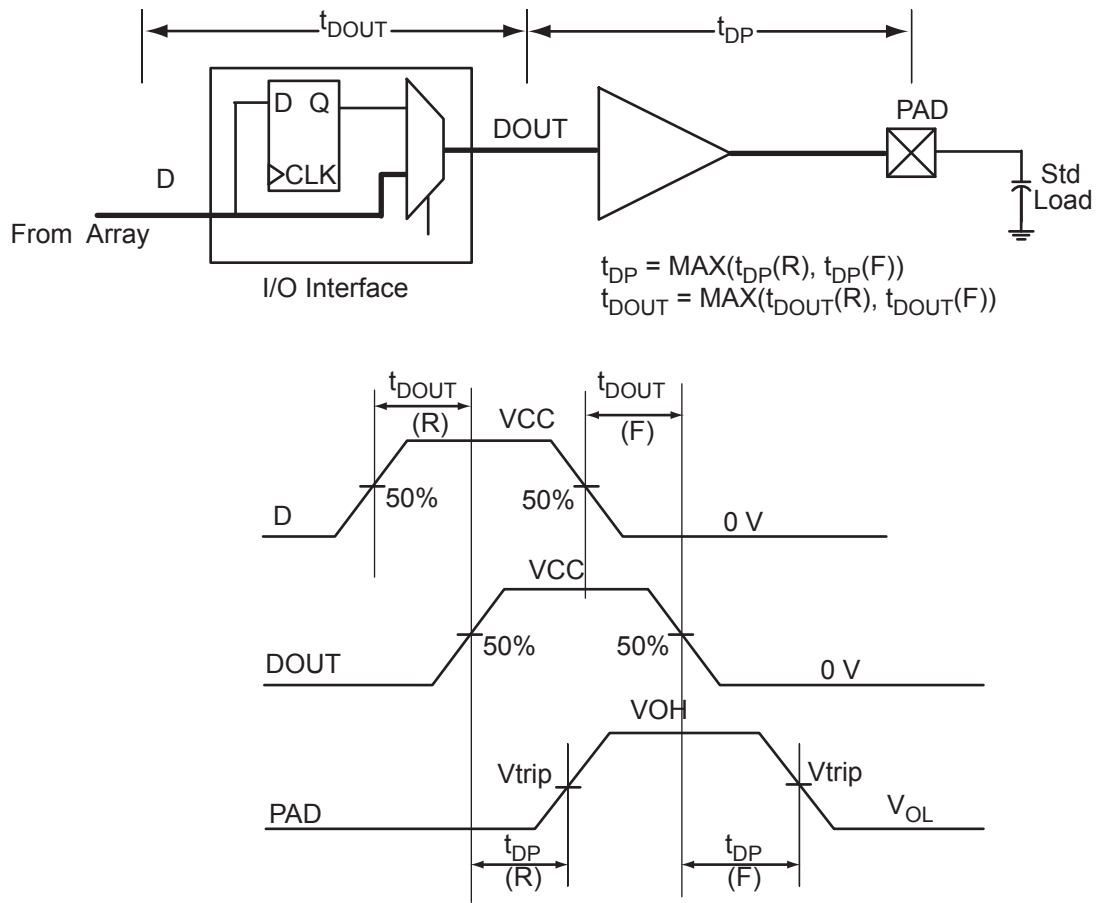 tDOUT
tDP
D Q
CLK
DOUT
PAD
D
From Array
Std
Load
I/O Interface
tDP = MAX(tDP(R), tDP(F))
tDOUT = MAX(tDOUT(R), tDOUT(F))
tDOUT
(R)
VCC
tDOUT
(F)
50%
50%
D
0 V
VCC
50%
50%
DOUT
0 V
VOH
Vtrip
Vtrip
PAD
VOL
tDP
(R)
tDP
(F)